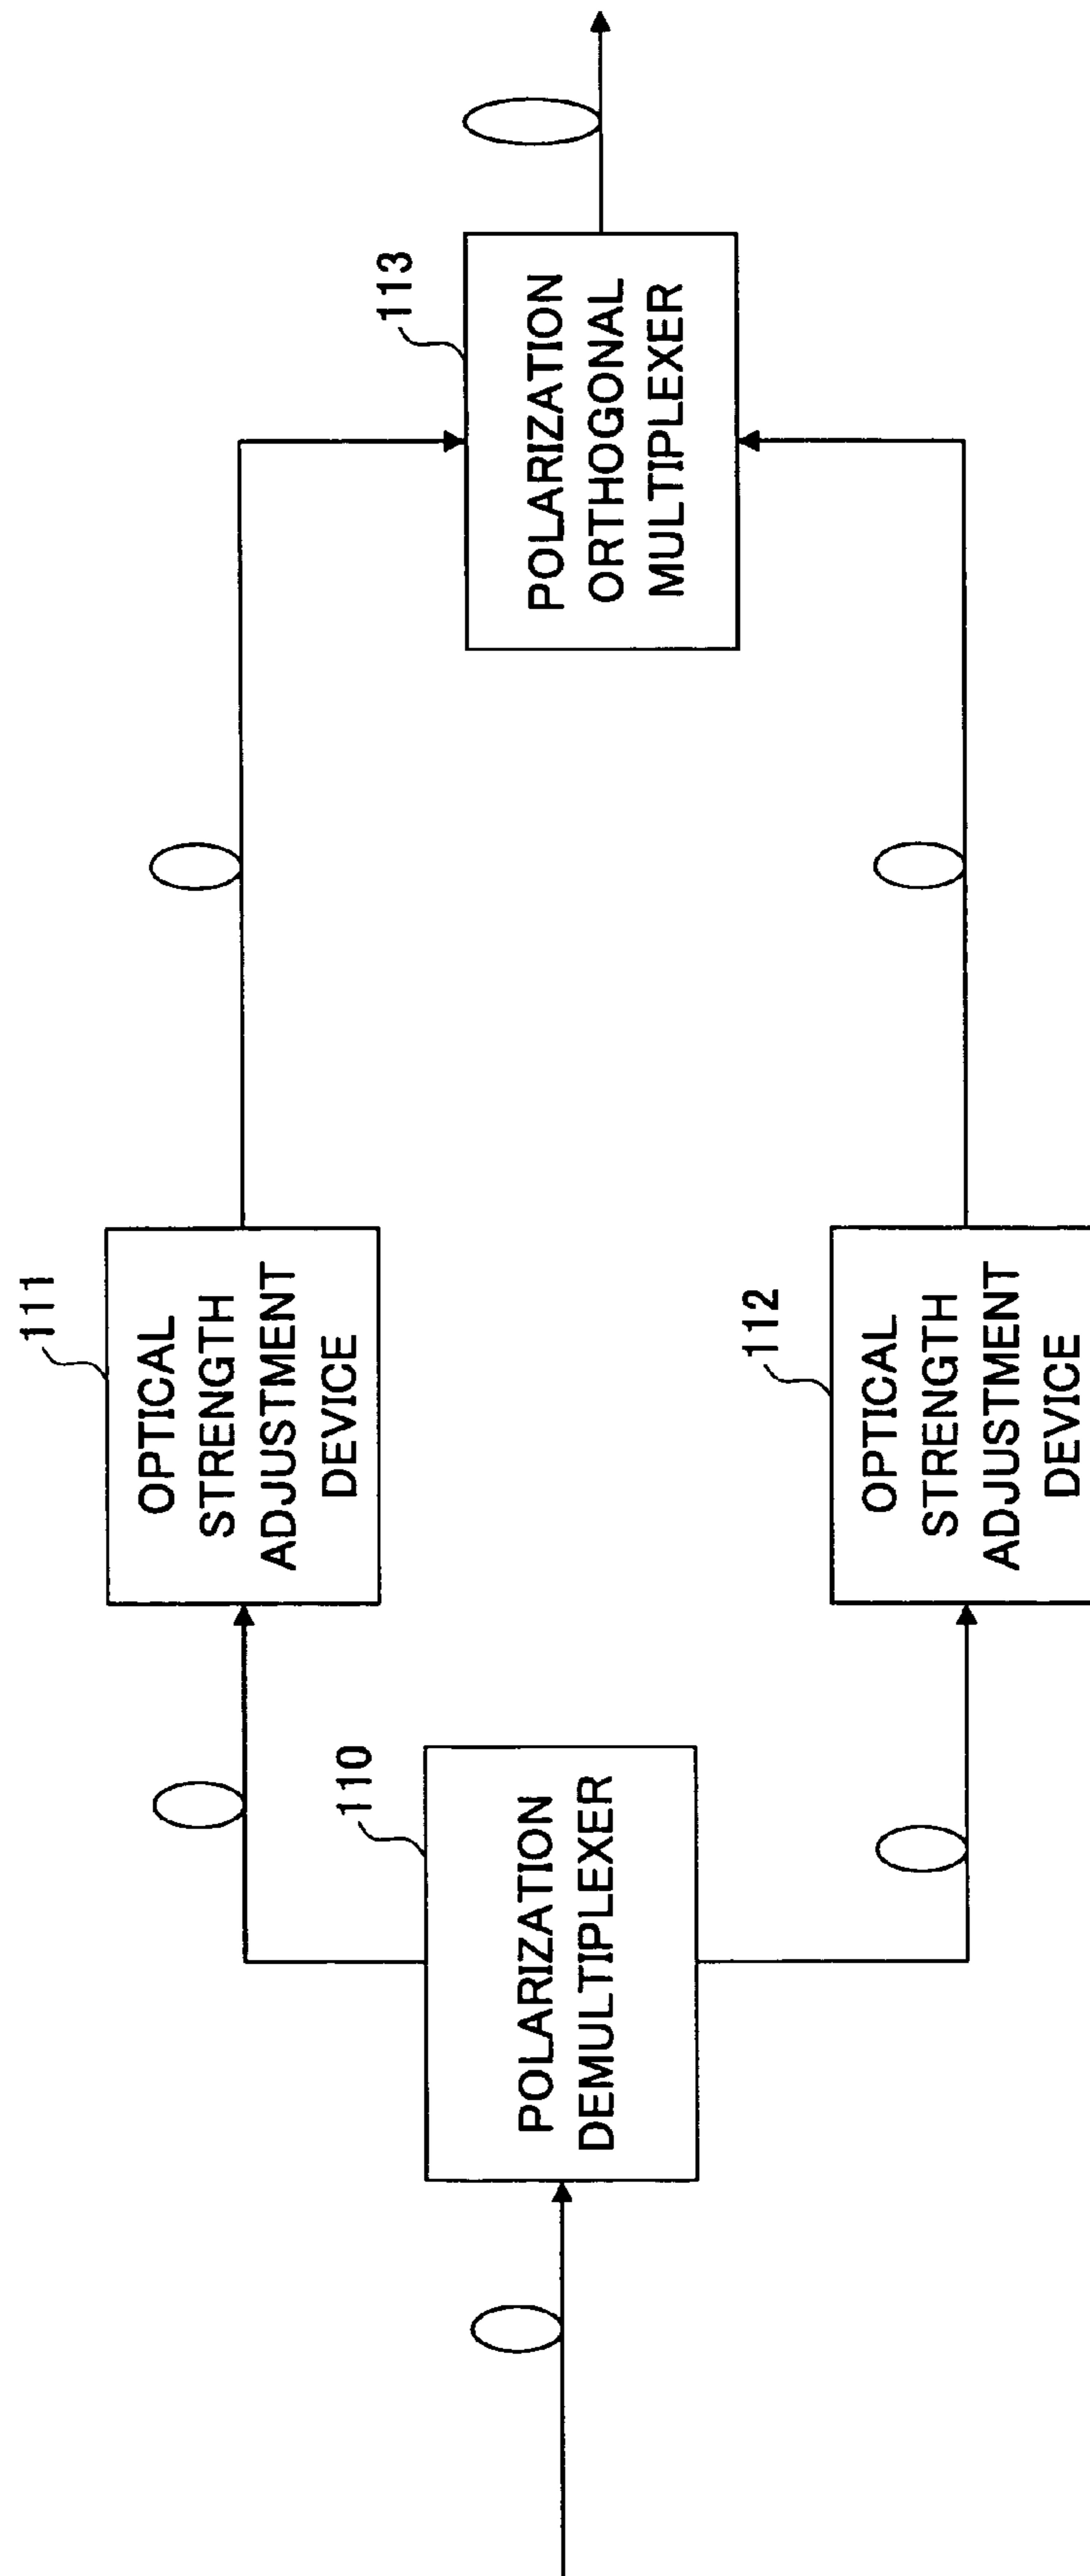 110
POLARIZATION
DEMULTIPLEXER
111
OPTICAL
STRENGTH
ADJUSTMENT
DEVICE
112
OPTICAL
STRENGTH
ADJUSTMENT
DEVICE
113
POLARIZATION
ORTHOGONAL
MULTIPLEXER